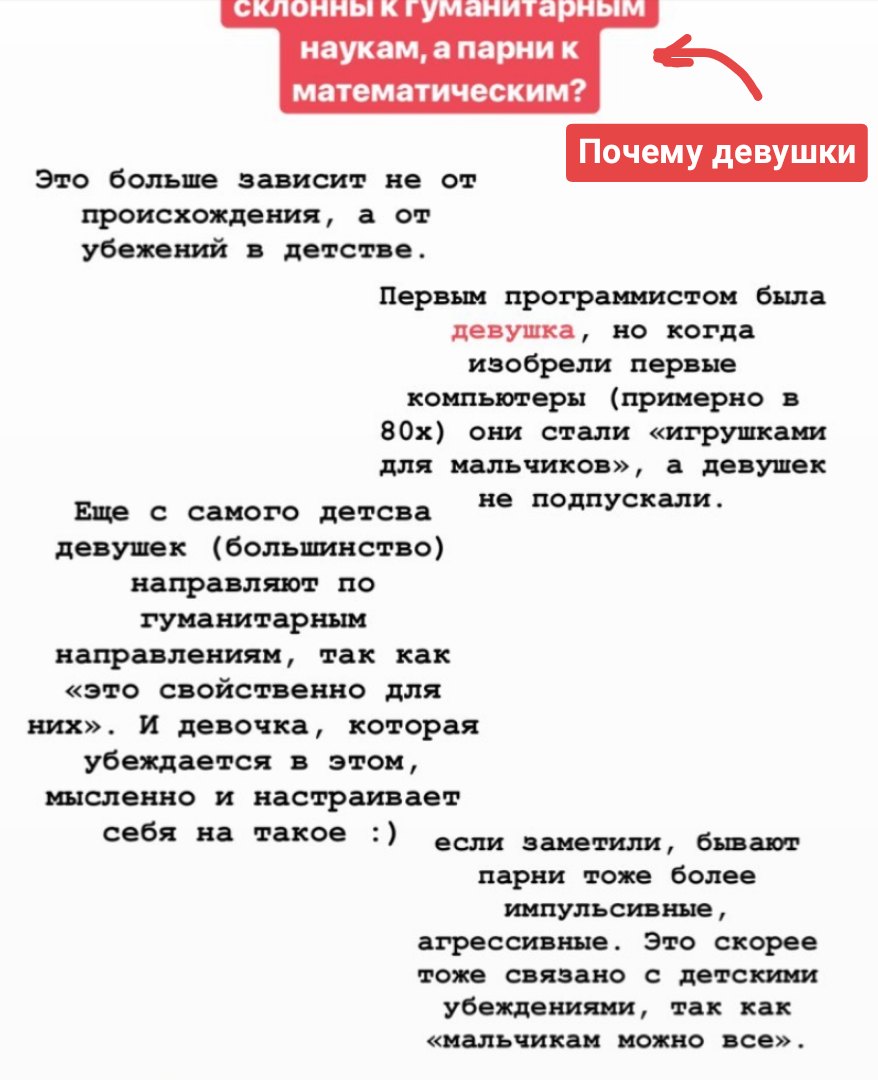 Почему девушки
склонны к гуманитарным
наукам, а парни к
математическим?
Это больше зависит не от
происхождения, а от
убежений в детстве.
Первым программистом была
девушка, но когда
изобрели первые
компьютеры (примерно в
80х) они стали «игрушками
для мальчиков», а девушек
не подпускали.
Еще с самого детсва
девушек (большинство)
направляют по
гуманитарным
направлениям, так как
«это свойственно для
них». И девочка, которая
убеждается в этом,
мысленно и настраивает
себя на такое :)
если заметили, бывают
парни тоже более
импульсивные,
агрессивные. Это скорее
тоже связано с детскими
убеждениями, так как
«мальчикам можно все».